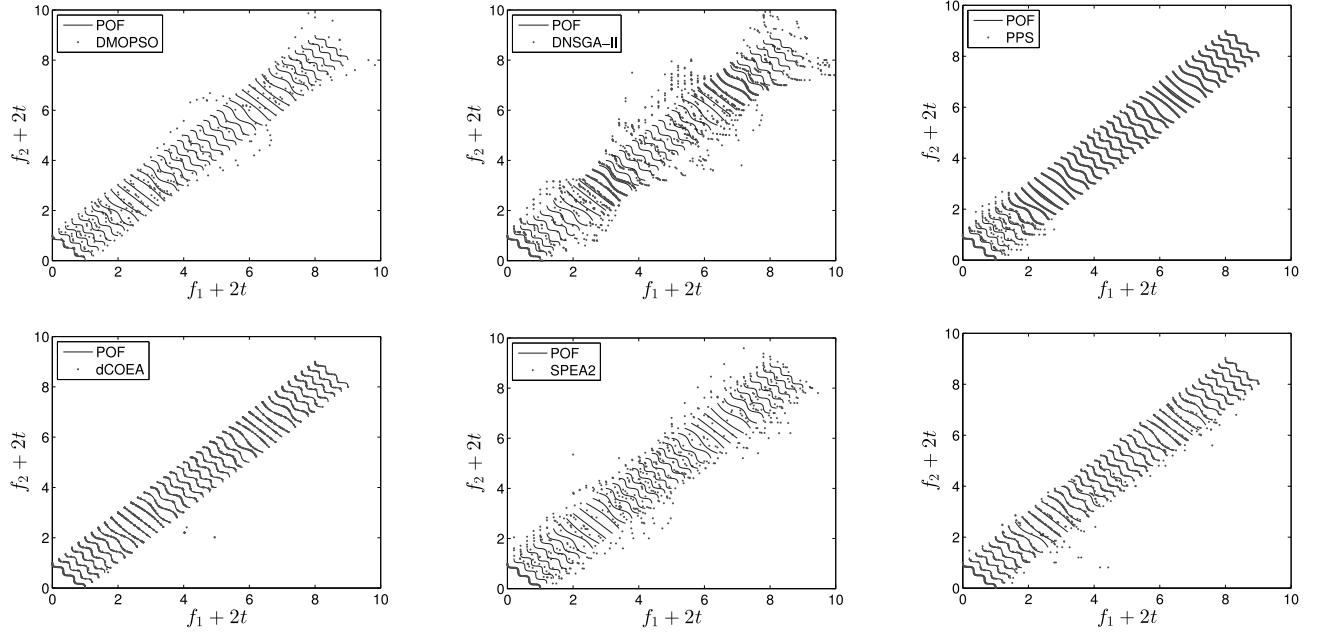 10
8
6
4
2
0
f₂ + 2t
POF
DMOPSO
0 2 4 6 8 10
f₁ + 2t
10
8
6
4
2
0
f₂ + 2t
POF
DNSGA−II
0 2 4 6 8 10
f₁ + 2t
10
8
6
4
2
0
f₂ + 2t
POF
PPS
0 2 4 6 8 10
f₁ + 2t
10
8
6
4
2
0
f₂ + 2t
POF
dCOEA
0 2 4 6 8 10
f₁ + 2t
10
8
6
4
2
0
f₂ + 2t
POF
SPEA2
0 2 4 6 8 10
f₁ + 2t
10
8
6
4
2
0
f₂ + 2t
0 2 4 6 8 10
f₁ + 2t